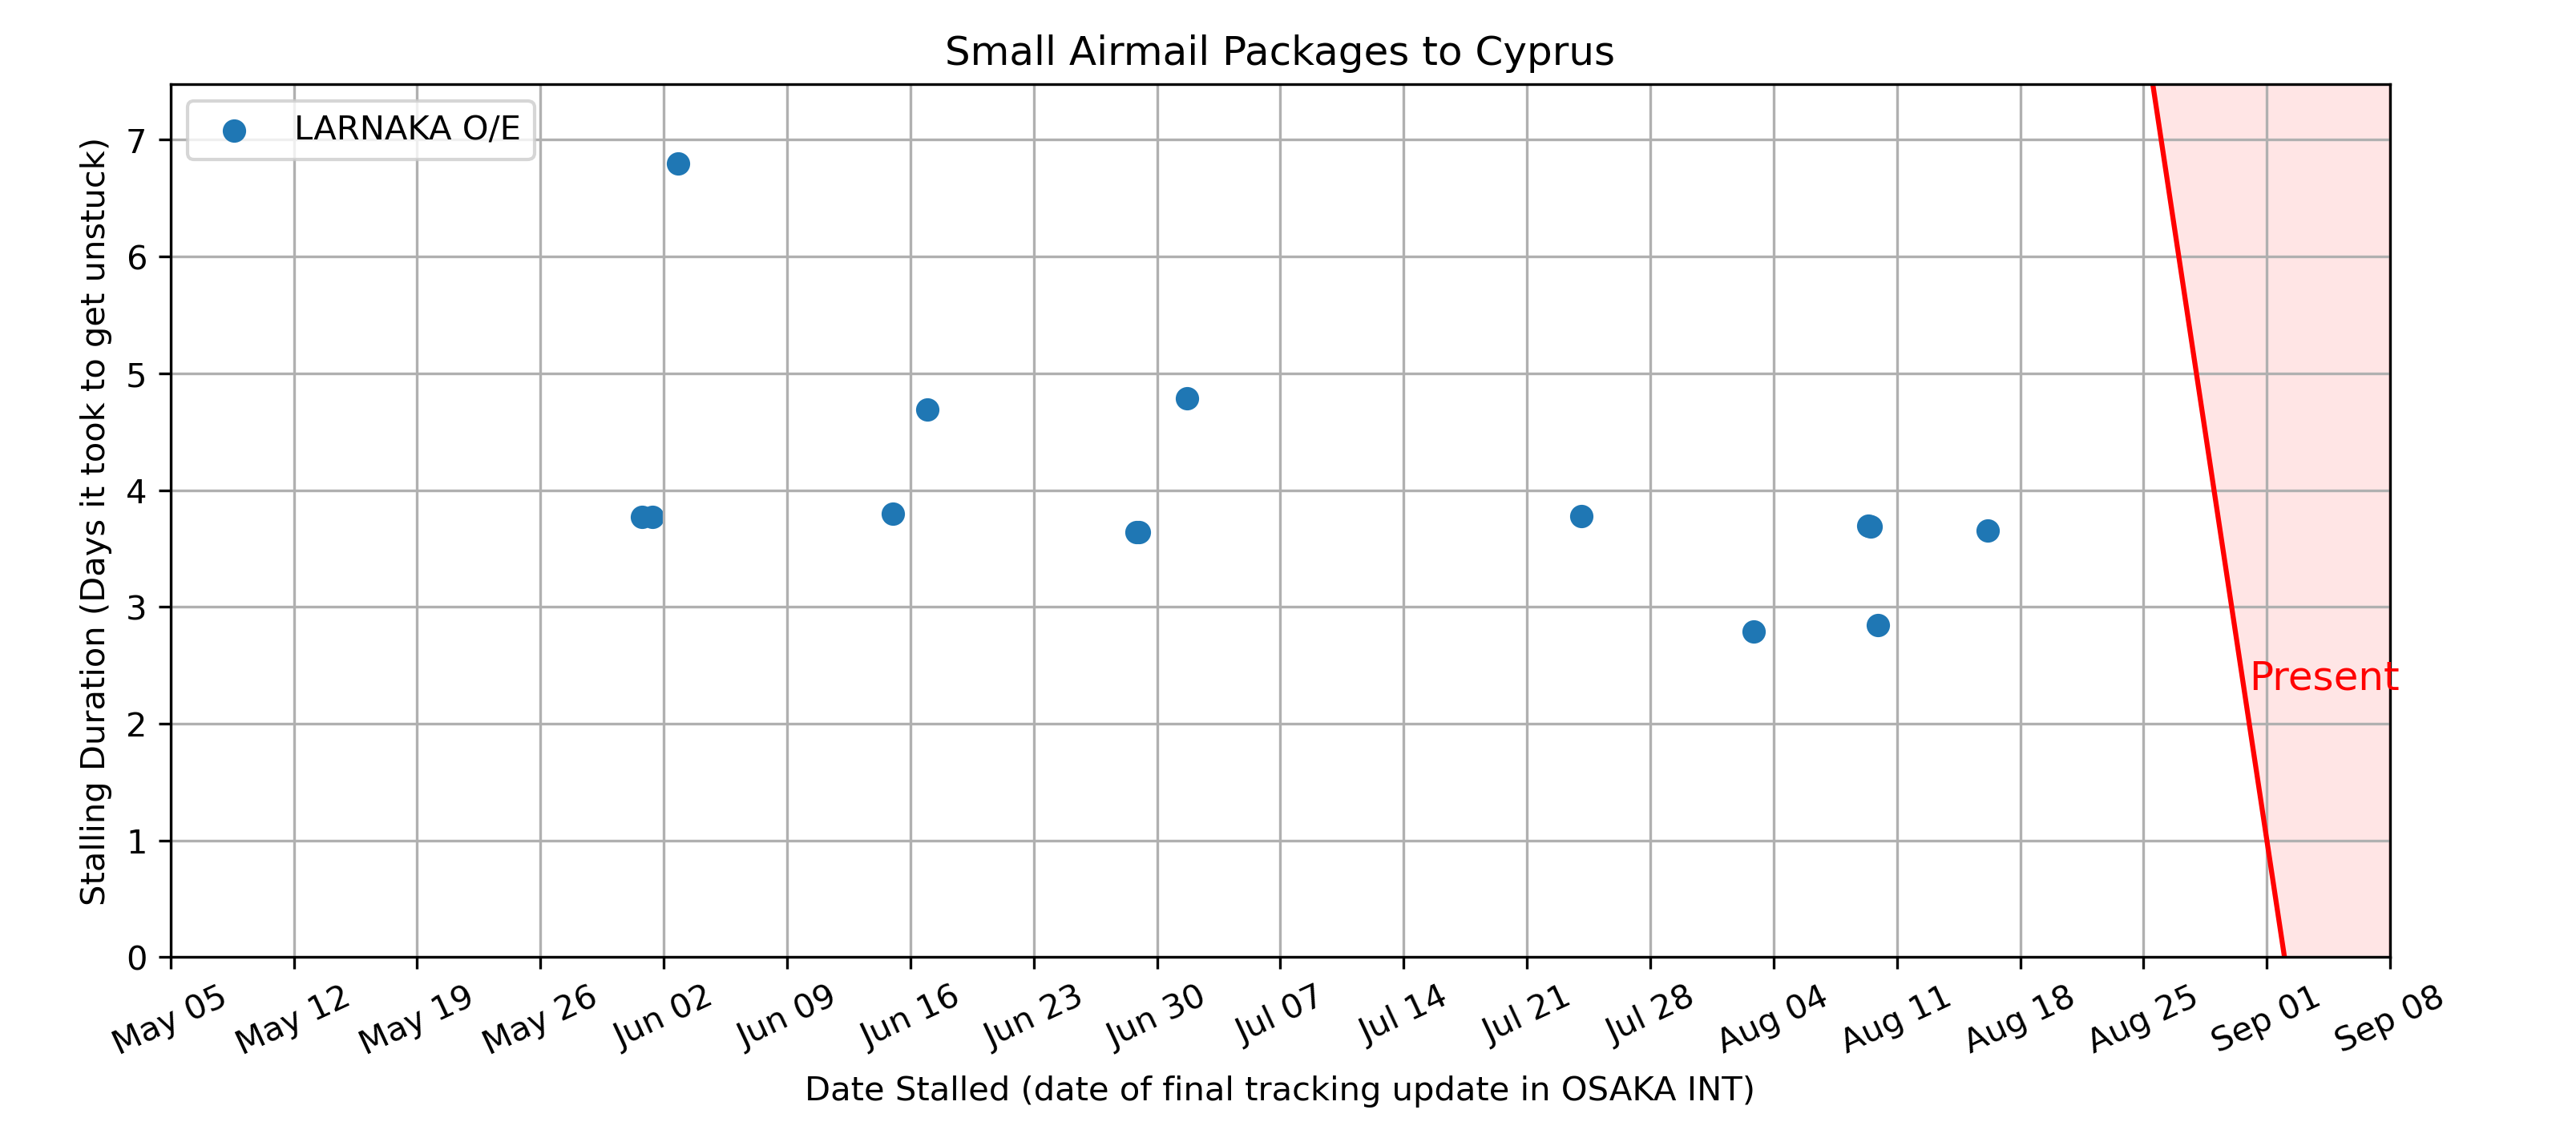 Small Airmail Packages to Cyprus
LARNAKA O/E
Stalling Duration (Days it took to get unstuck)
7
6
5
4
3
2
1
0
Present
May 05
May 12
May 19
May 26
Jun 02
Jun 09
Jun 16
Jun 23
Jun 30
Jul 07
Jul 14
Jul 21
Jul 28
Aug 04
Aug 11
Aug 18
Aug 25
Sep 01
Sep 08
Date Stalled (date of final tracking update in OSAKA INT)